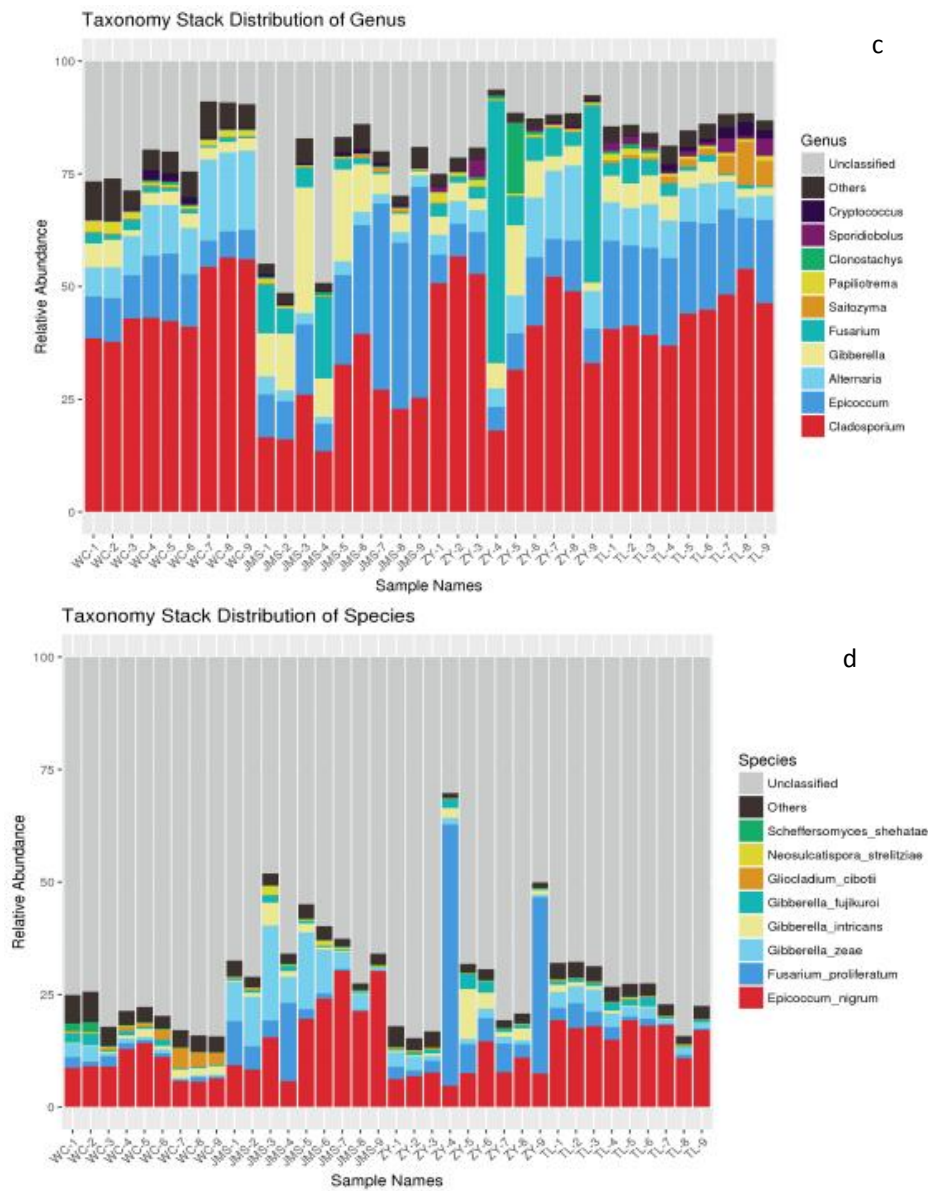 Taxonomy Stack Distribution of Genus
c
100
75
50
25
0
Relative Abundance
WC-1
WC-2
WC-3
WC-4
WC-5
WC-6
WC-7
WC-8
WC-9
JMS-1
JMS-2
JMS-3
JMS-4
JMS-5
JMS-6
JMS-7
JMS-8
JMS-9
ZY-1
ZY-2
ZY-3
ZY-4
ZY-5
ZY-6
ZY-7
ZY-8
ZY-9
TL-1
TL-2
TL-3
TL-4
TL-5
TL-6
TL-7
TL-8
TL-9
Sample Names
Genus
Unclassified
Others
Cryptococcus
Sporidiobolus
Clonostachys
Papiliotrema
Saitozyma
Fusarium
Gibberella
Alternaria
Epicoccum
Cladosporium
Taxonomy Stack Distribution of Species
d
100
75
50
25
0
Relative Abundance
WC-1
WC-2
WC-3
WC-4
WC-5
WC-6
WC-7
WC-8
WC-9
JMS-1
JMS-2
JMS-3
JMS-4
JMS-5
JMS-6
JMS-7
JMS-8
JMS-9
ZY-1
ZY-2
ZY-3
ZY-4
ZY-5
ZY-6
ZY-7
ZY-8
ZY-9
TL-1
TL-2
TL-3
TL-4
TL-5
TL-6
TL-7
TL-8
TL-9
Sample Names
Species
Unclassified
Others
Scheffersomyces_shehatae
Neosulcatispora_strelitziae
Gliocladium_cibotii
Gibberella_fujikuroi
Gibberella_intricans
Gibberella_zeae
Fusarium_proliferatum
Epicoccum_nigrum